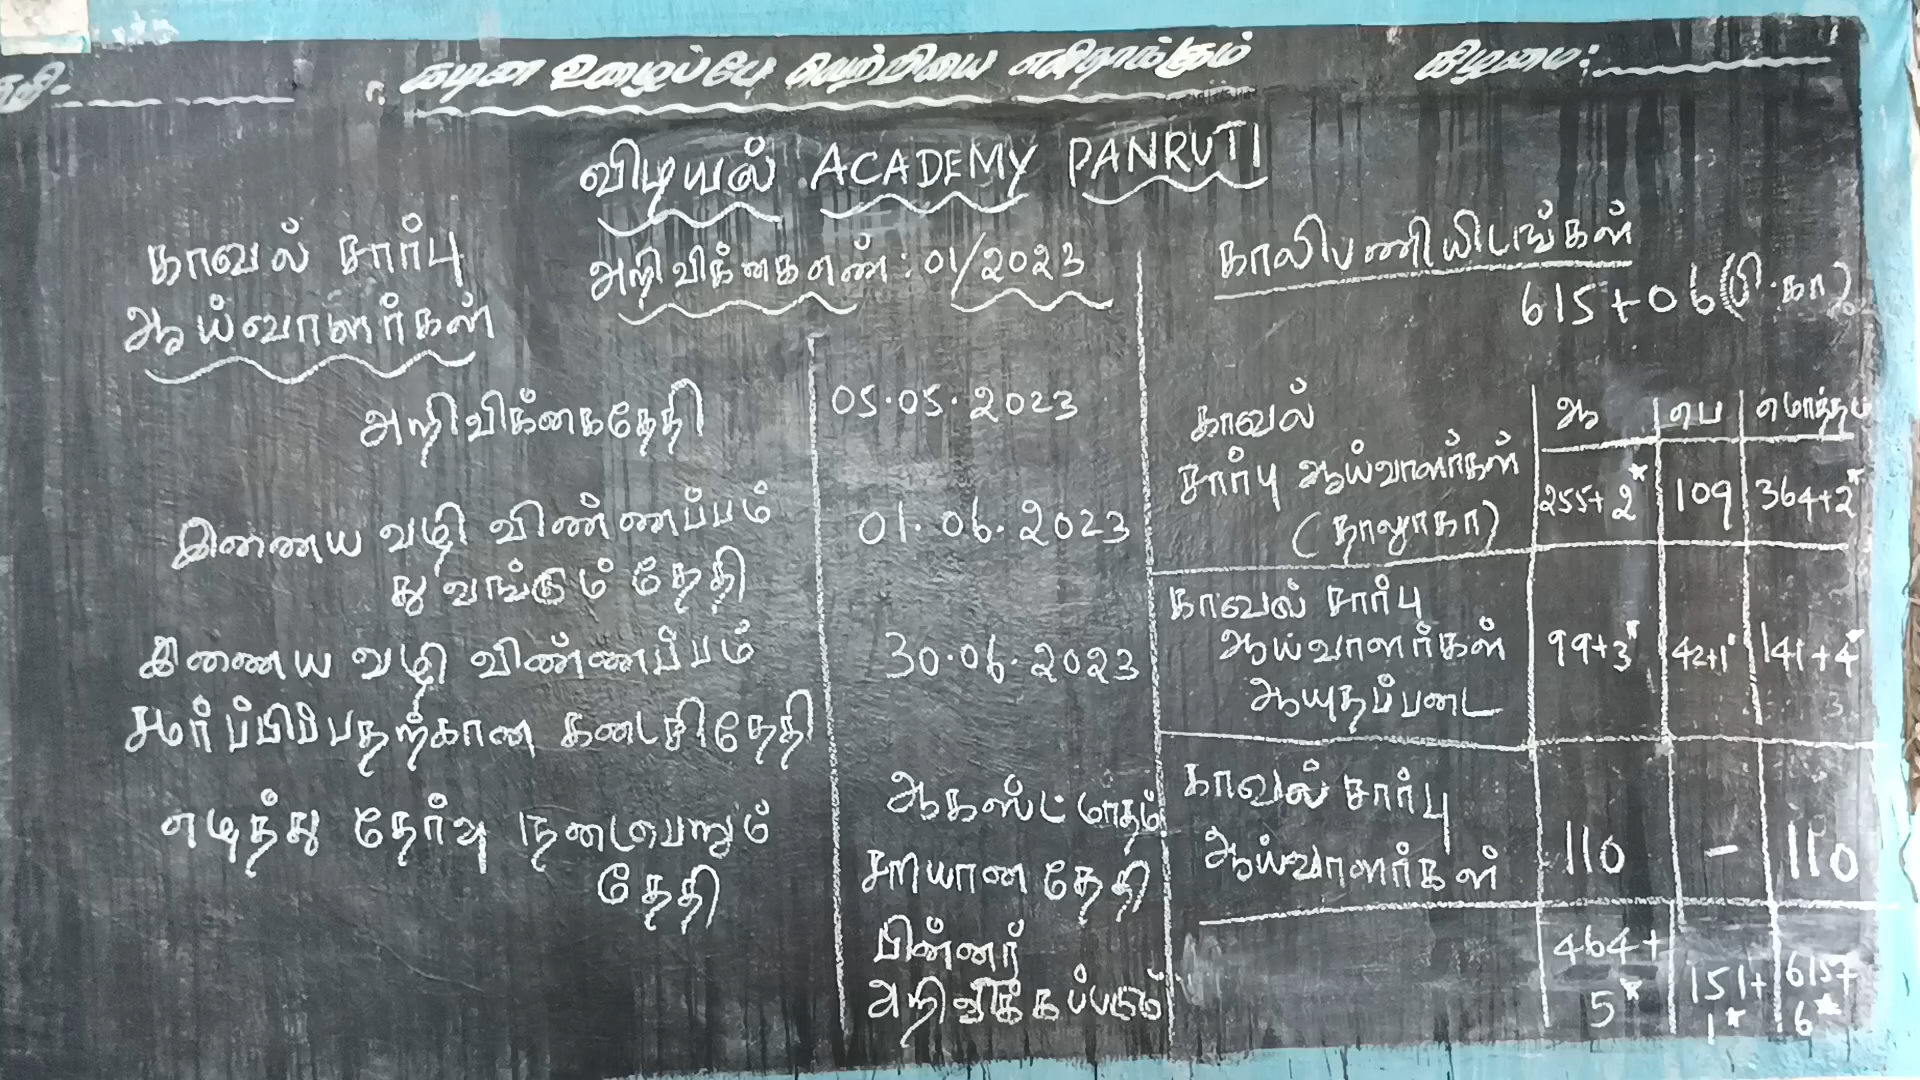 கடின உழைப்பே வெற்றியை எளிதாக்கும்
கிழமை:
விடியல் ACADEMY PANRUTI
காவல் சார்பு
ஆய்வாளர்கள்
அறிவிக்கை எண்: 01/2023
அறிவிக்கை தேதி 05.05.2023
இணைய வழி விண்ணப்பம் 01.06.2023
துவங்கும் தேதி
இணைய வழி விண்ணப்பம் 30.06.2023
சமர்ப்பிப்பதற்கான கடைசி தேதி
எழுத்து தேர்வு நடைபெறும் ஆகஸ்ட் மாதம்
தேதி சரியான தேதி
பின்னர்
அறிவிக்கப்படும்
காலிபணியிடங்கள்
615+06(பி.கா)
ஆ பெ மொத்தம்
காவல்
சார்பு ஆய்வாளர்கள் 255+2* 109 364+2*
(தாலுகா)
காவல் சார்பு
ஆய்வாளர்கள் 99+3* 42+1* 141+4*
ஆயுதப்படை
காவல் சார்பு
ஆய்வாளர்கள் 110 - 110
464+ 151+ 615+
5* 1* 6*